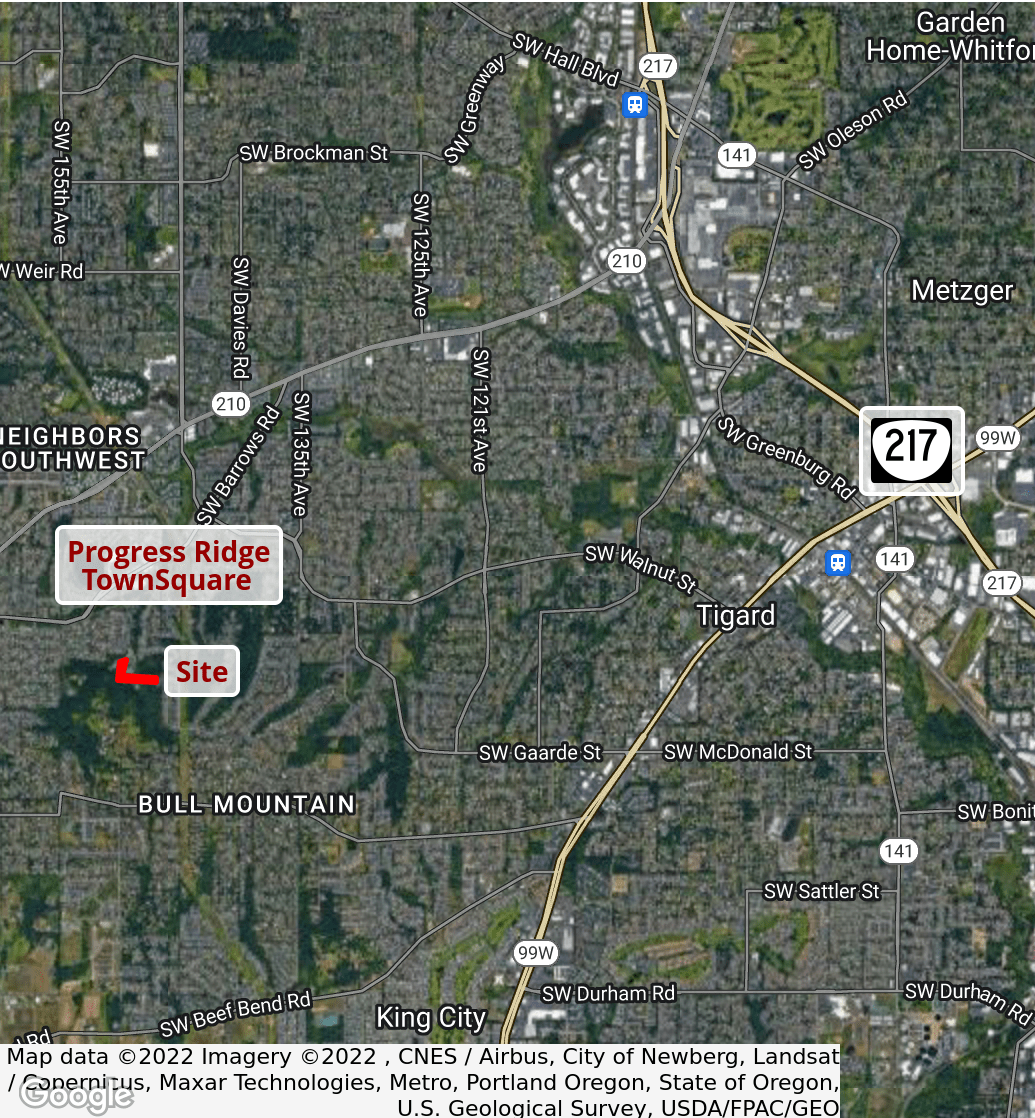 Garden
Home-Whitfor
SW Hall Blvd
217
SW Greenway
SW Oleson Rd
141
SW Brockman St
SW 155th Ave
SW 125th Ave
210
W Weir Rd
SW Davies Rd
Metzger
SW 121st Ave
210
SW 135th Ave
SW Barrows Rd
NEIGHBORS
OUTHWEST
SW Greenburg Rd
217
99W
Progress Ridge
TownSquare
SW Walnut St
141
217
Tigard
Site
SW Gaarde St
SW McDonald St
BULL MOUNTAIN
SW Bonit
141
SW Sattler St
99W
SW Durham Rd
SW Durham Rd
SW Beef Bend Rd
King City
l Rd
Map data ©2022 Imagery ©2022 , CNES / Airbus, City of Newberg, Landsat
/ Copernicus, Maxar Technologies, Metro, Portland Oregon, State of Oregon,
Google
U.S. Geological Survey, USDA/FPAC/GEO